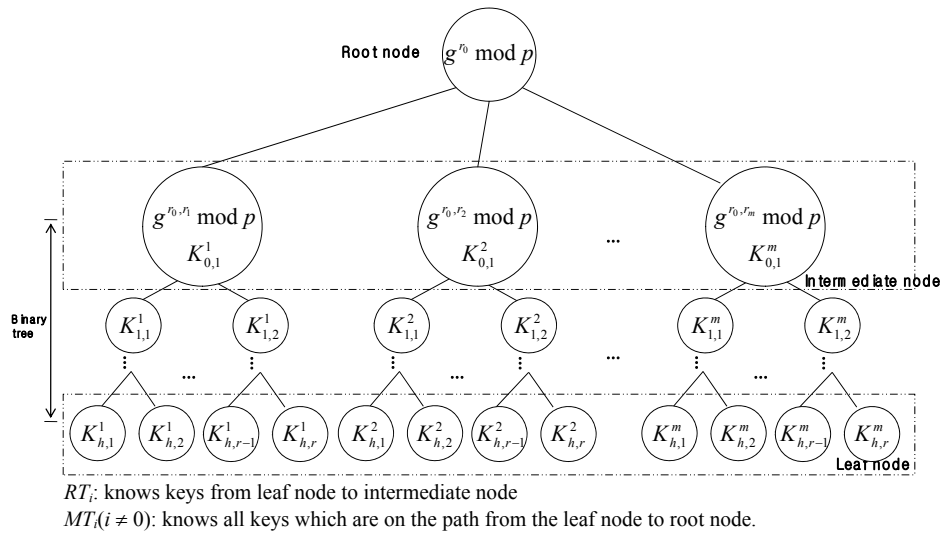 Root node
g^{r_0} mod p
g^{r_0,r_1} mod p g^{r_0,r_2} mod p g^{r_0,r_m} mod p
K^1_{0,1} K^2_{0,1} ... K^m_{0,1}
Intermediate node
Binary
tree
K^1_{1,1} K^1_{1,2} K^2_{1,1} K^2_{1,2} ... K^m_{1,1} K^m_{1,2}
... ... ...
K^1_{h,1} K^1_{h,2} K^1_{h,r-1} K^1_{h,r} K^2_{h,1} K^2_{h,2} K^2_{h,r-1} K^2_{h,r} K^m_{h,1} K^m_{h,2} K^m_{h,r-1} K^m_{h,r}
Leaf node
RT_i: knows keys from leaf node to intermediate node
MT_i(i ≠ 0): knows all keys which are on the path from the leaf node to root node.